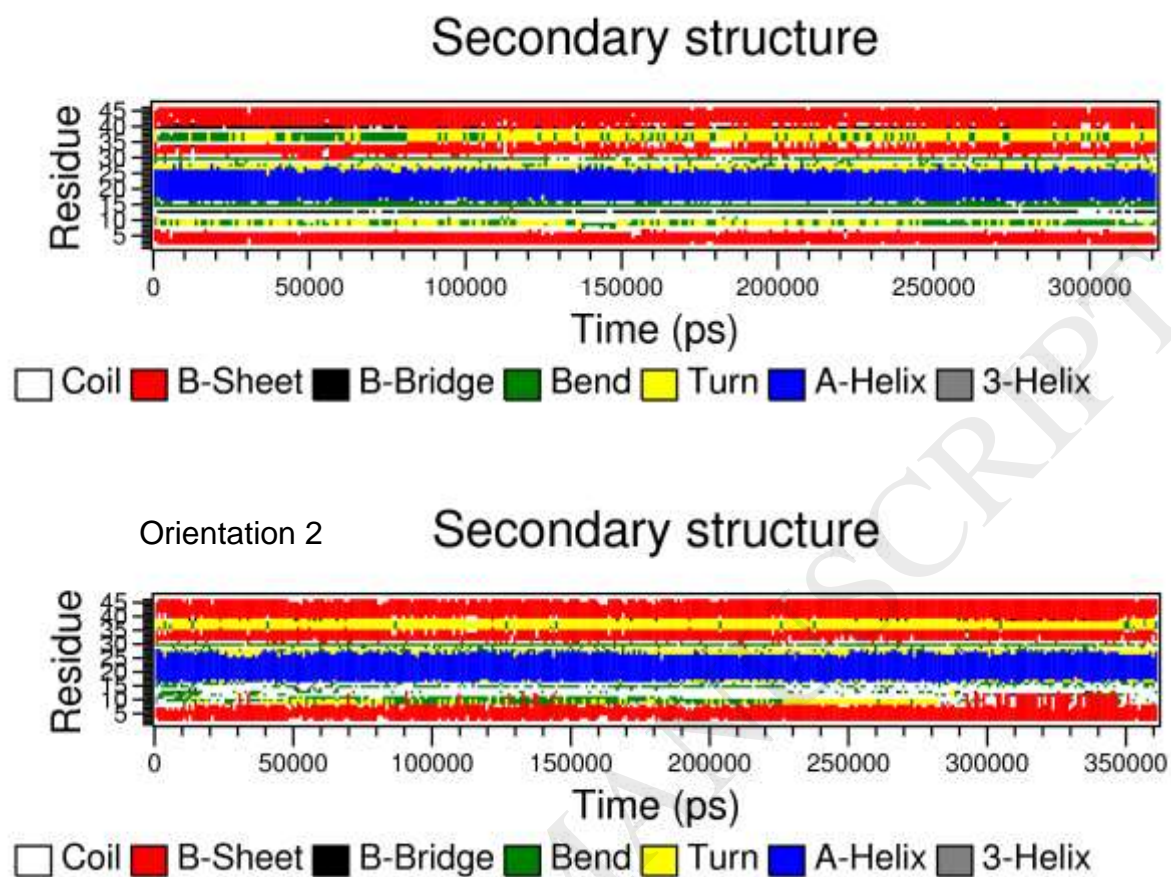 Secondary structure
Residue
45
40
35
30
25
20
15
10
5
0 50000 100000 150000 200000 250000 300000
Time (ps)
Coil B-Sheet B-Bridge Bend Turn A-Helix 3-Helix
Orientation 2 Secondary structure
Residue
45
40
35
30
25
20
15
10
5
0 50000 100000 150000 200000 250000 300000 350000
Time (ps)
Coil B-Sheet B-Bridge Bend Turn A-Helix 3-Helix
MANUSCRIPT